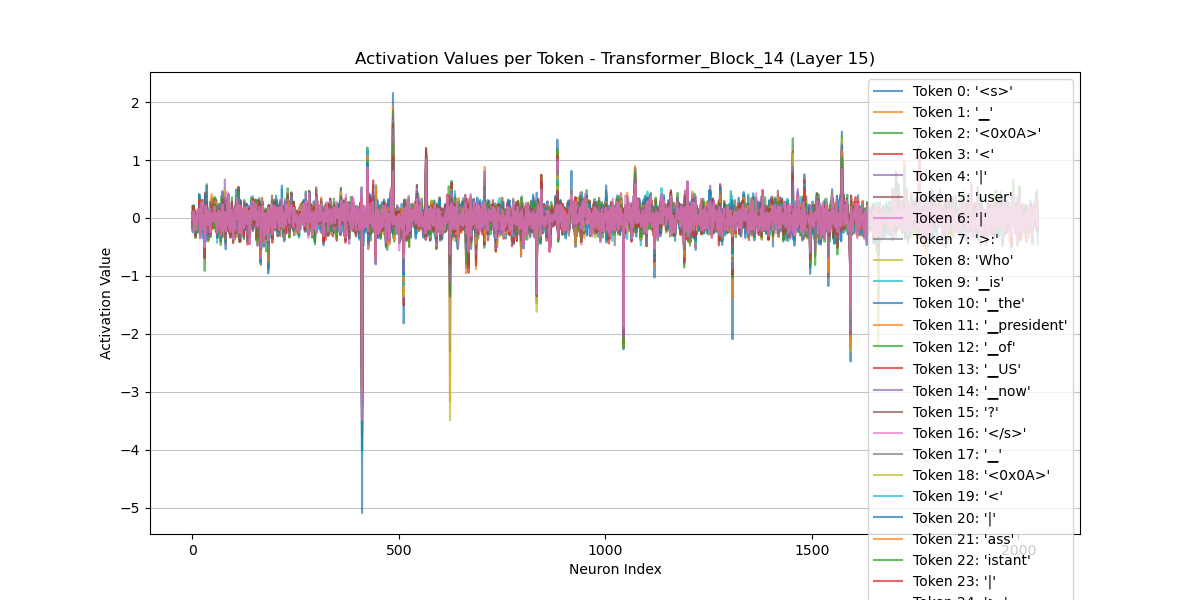 Activation Values per Token - Transformer_Block_14 (Layer 15)
Activation Value
2
1
0
−1
−2
−3
−4
−5
0
500
1000
1500
2000
Neuron Index
Token 0: '<s>'
Token 1: '▁'
Token 2: '<0x0A>'
Token 3: '<'
Token 4: '|'
Token 5: 'user'
Token 6: '|'
Token 7: '>:'
Token 8: 'Who'
Token 9: '▁is'
Token 10: '▁the'
Token 11: '▁president'
Token 12: '▁of'
Token 13: '▁US'
Token 14: '▁now'
Token 15: '?'
Token 16: '</s>'
Token 17: '▁'
Token 18: '<0x0A>'
Token 19: '<'
Token 20: '|'
Token 21: 'ass'
Token 22: 'istant'
Token 23: '|'